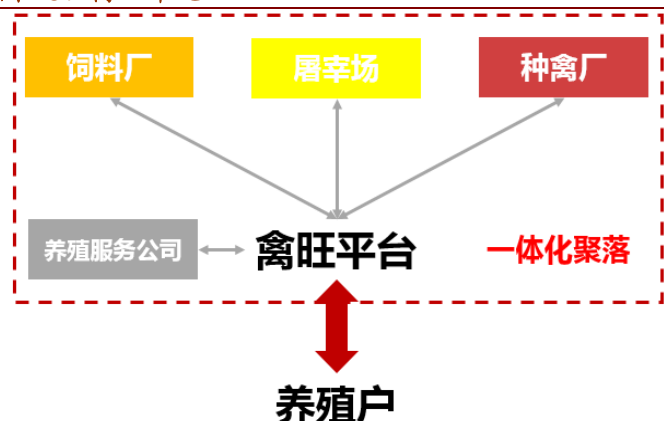 饲料厂
屠宰场
种禽厂
养殖服务公司
禽旺平台
一体化聚落
养殖户